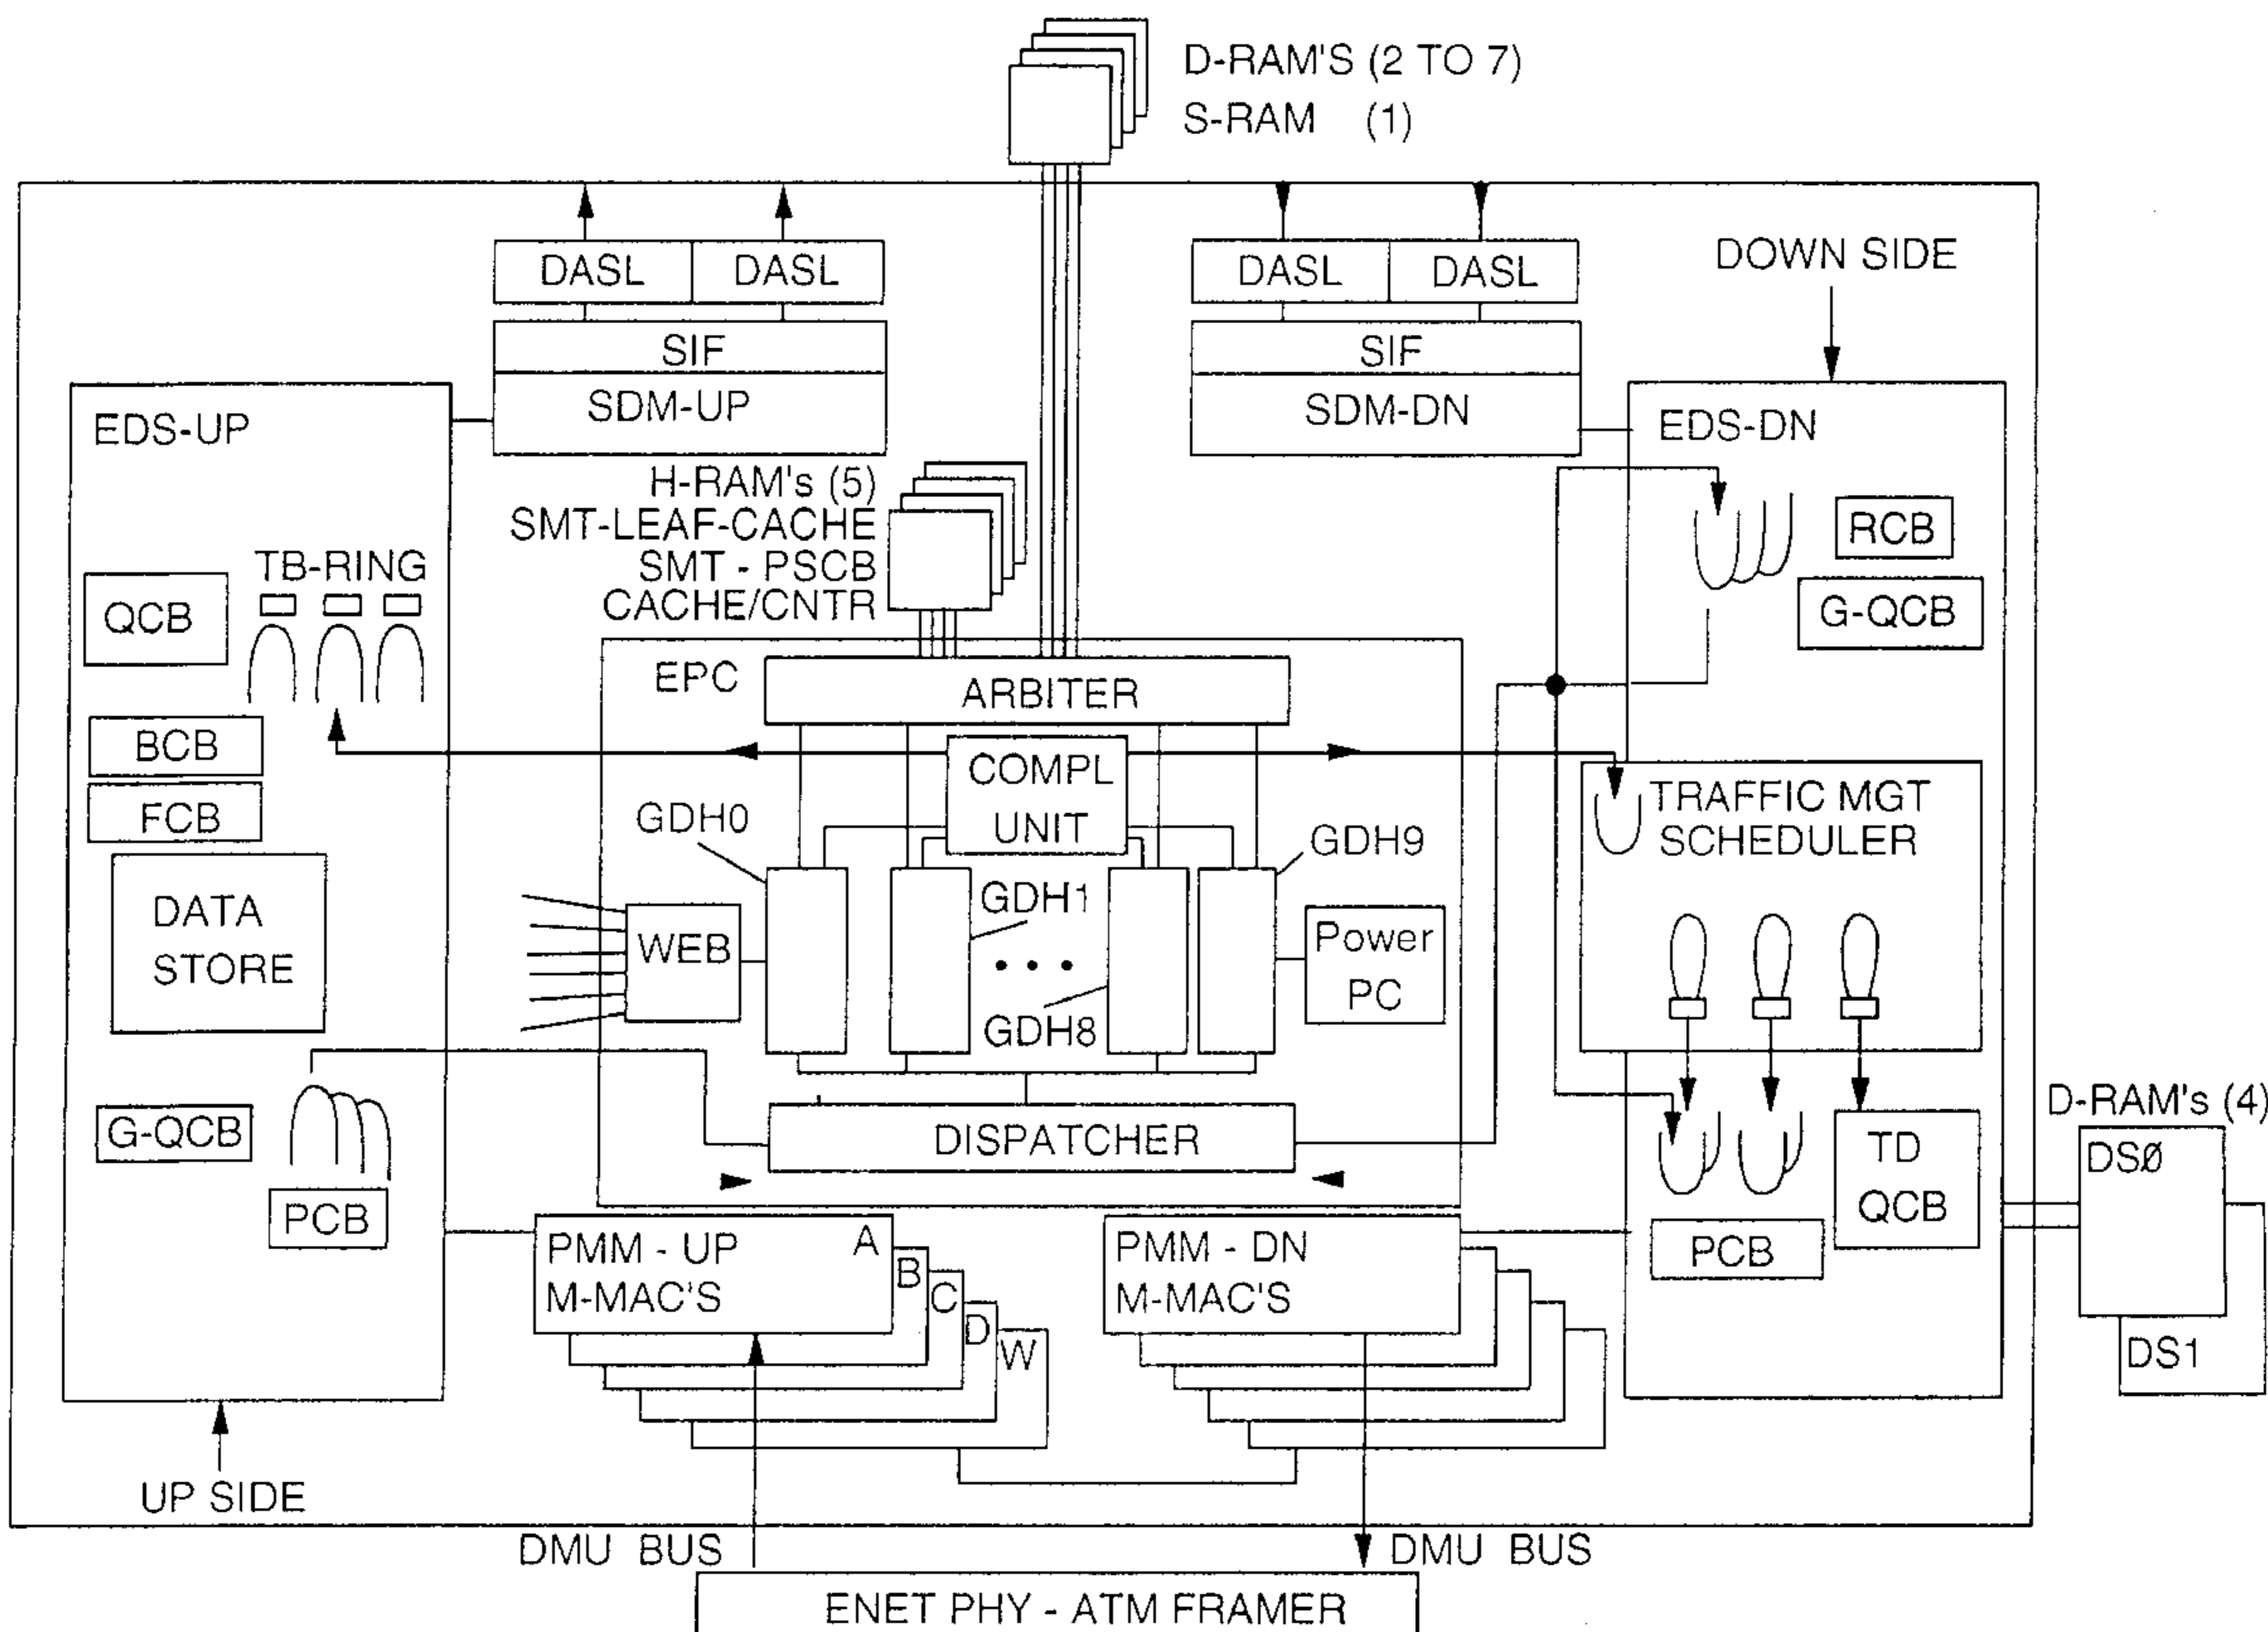 D-RAM'S (2 TO 7)
S-RAM (1)
DASL
DASL
DASL
DASL
DOWN SIDE
SIF
SDM-UP
SIF
SDM-DN
EDS-UP
EDS-DN
H-RAM's (5)
SMT-LEAF-CACHE
SMT - PSCB
CACHE/CNTR
RCB
G-QCB
TB-RING
QCB
EPC
ARBITER
BCB
FCB
COMPL
UNIT
TRAFFIC MGT
SCHEDULER
GDH0
GDH9
GDH1
DATA
STORE
WEB
• • •
Power
PC
GDH8
G-QCB
DISPATCHER
D-RAM's (4)
DSØ
TD
QCB
PCB
PMM - UP A
M-MAC'S
B
C
D
W
PMM - DN
M-MAC'S
PCB
DS1
UP SIDE
DMU BUS
DMU BUS
ENET PHY - ATM FRAMER